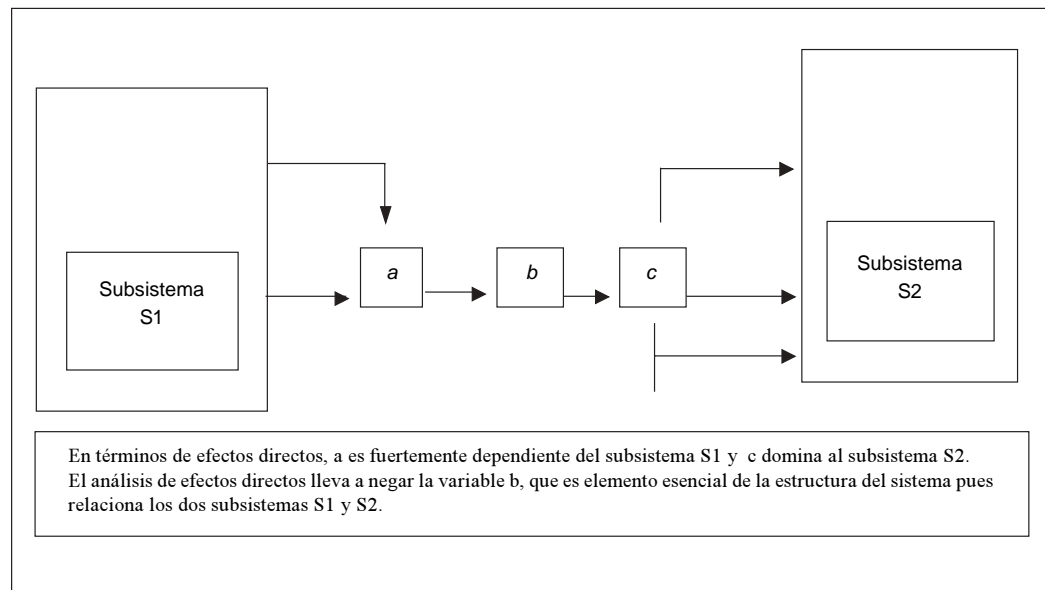 Subsistema
S1
a
b
c
Subsistema
S2
En términos de efectos directos, a es fuertemente dependiente del subsistema S1 y c domina al subsistema S2.
El análisis de efectos directos lleva a negar la variable b, que es elemento esencial de la estructura del sistema pues
relaciona los dos subsistemas S1 y S2.